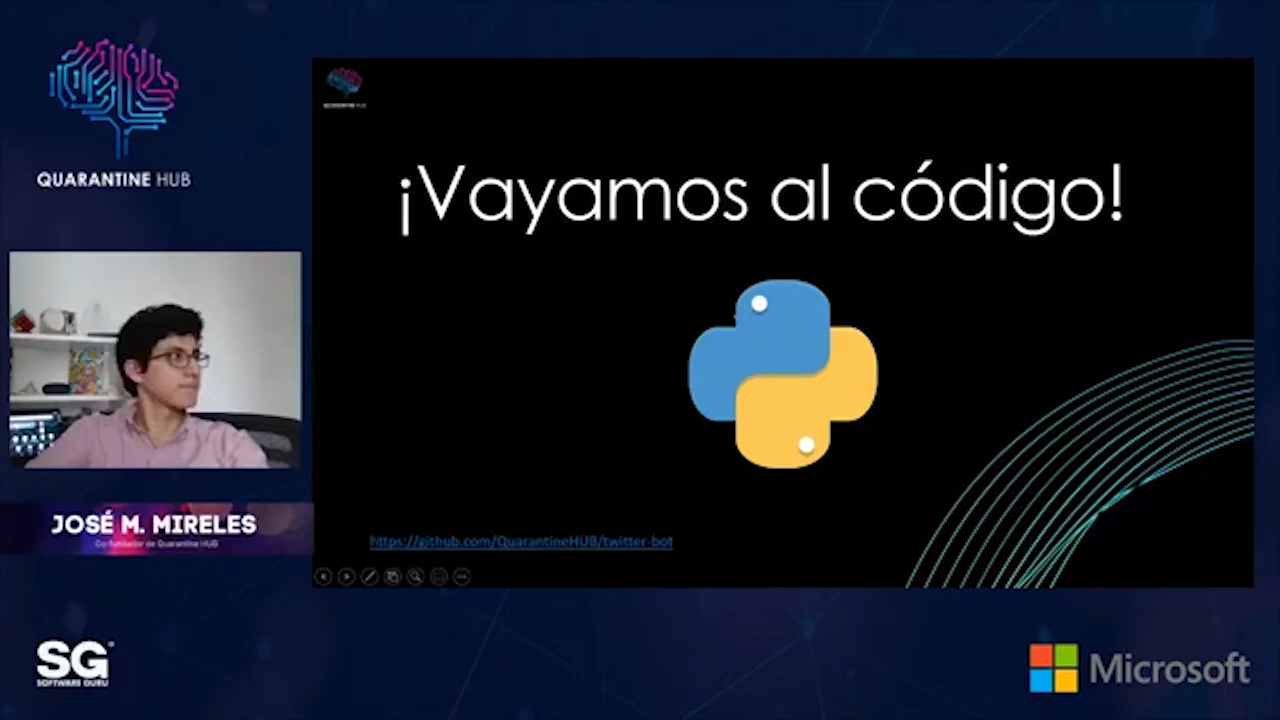 QUARANTINE HUB
¡Vayamos al código!
JOSÉ M. MIRELES
Co-fundador de Quarantine HUB
https://github.com/QuarantineHUB/twitter-bot
SG
SOFTWARE GURU
Microsoft